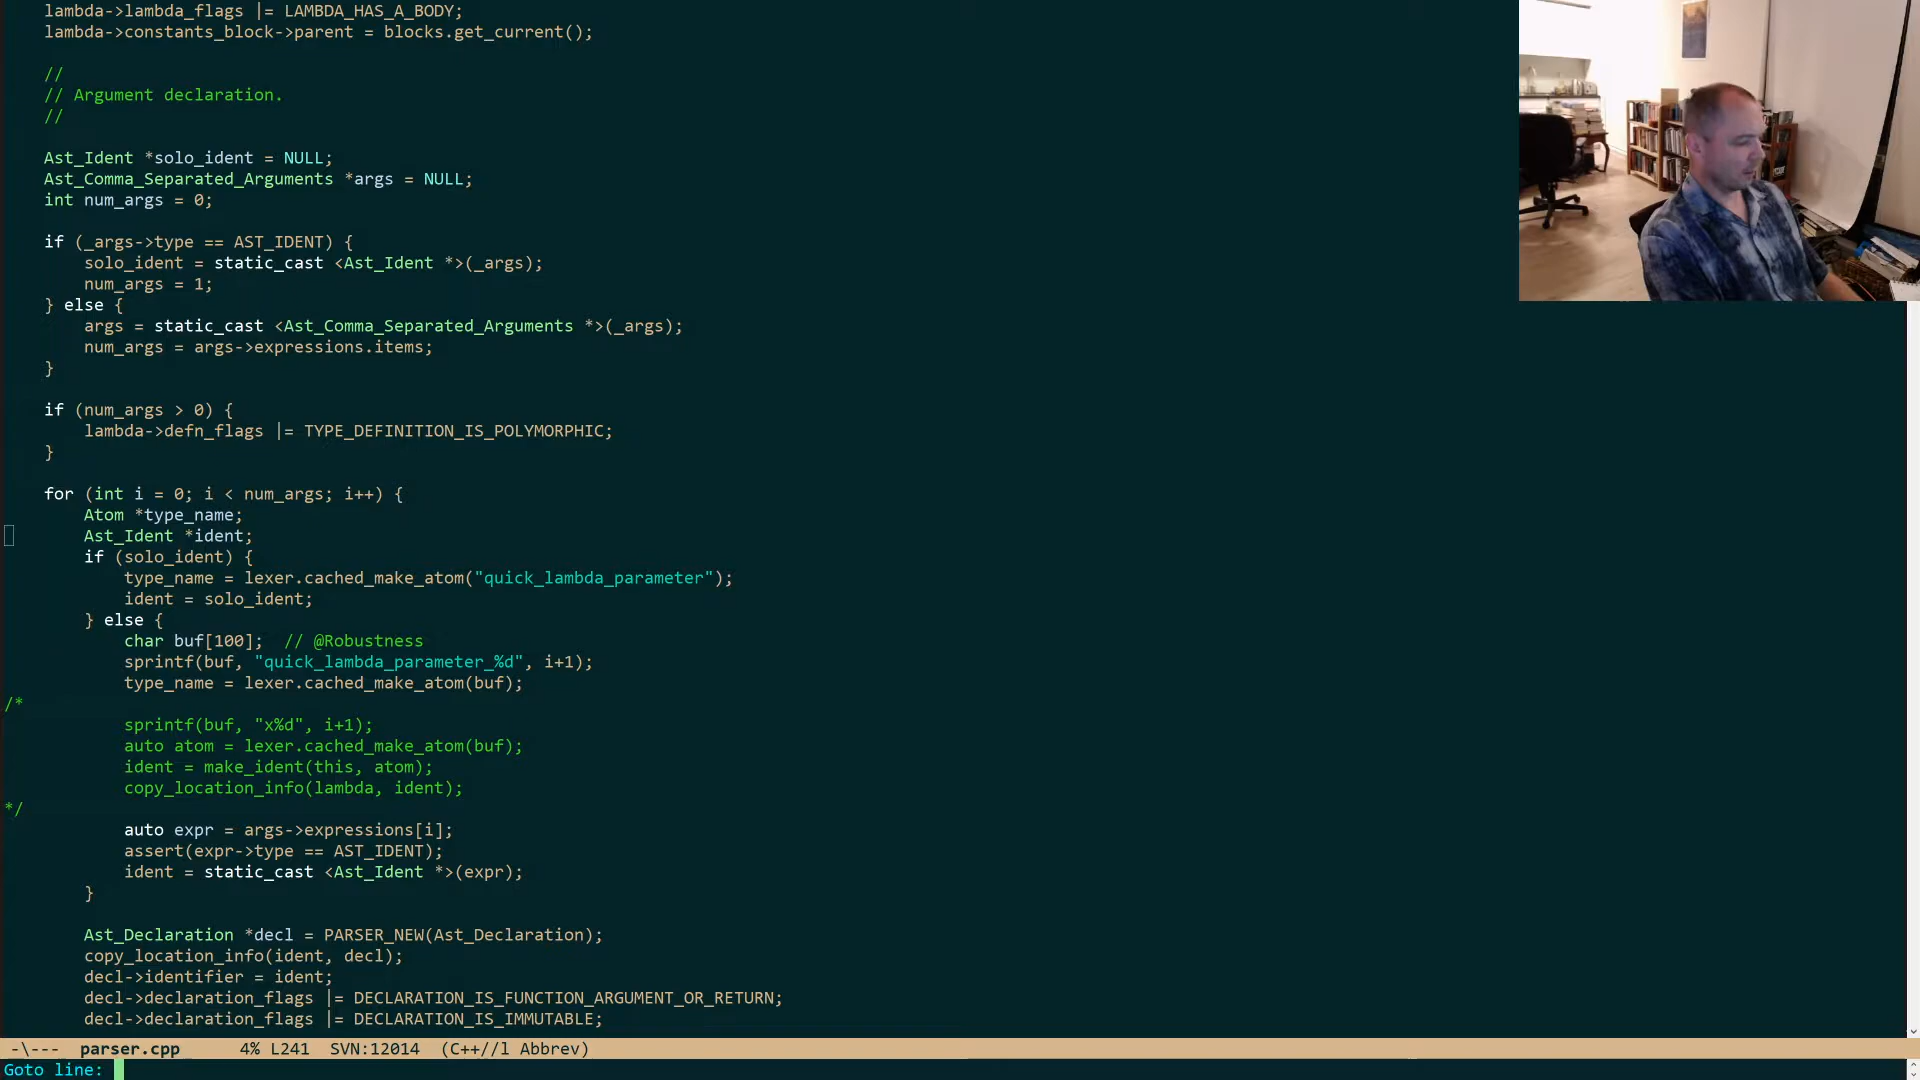 lambda->lambda_flags |= LAMBDA_HAS_A_BODY;
lambda->constants_block->parent = blocks.get_current();
//
// Argument declaration.
//
Ast_Ident *solo_ident = NULL;
Ast_Comma_Separated_Arguments *args = NULL;
int num_args = 0;
if (_args->type == AST_IDENT) {
solo_ident = static_cast <Ast_Ident *>(_args);
num_args = 1;
} else {
args = static_cast <Ast_Comma_Separated_Arguments *>(_args);
num_args = args->expressions.items;
}
if (num_args > 0) {
lambda->defn_flags |= TYPE_DEFINITION_IS_POLYMORPHIC;
}
for (int i = 0; i < num_args; i++) {
Atom *type_name;
Ast_Ident *ident;
if (solo_ident) {
type_name = lexer.cached_make_atom("quick_lambda_parameter");
ident = solo_ident;
} else {
char buf[100];  // @Robustness
sprintf(buf, "quick_lambda_parameter_%d", i+1);
type_name = lexer.cached_make_atom(buf);
/*
sprintf(buf, "x%d", i+1);
auto atom = lexer.cached_make_atom(buf);
ident = make_ident(this, atom);
copy_location_info(lambda, ident);
*/
auto expr = args->expressions[i];
assert(expr->type == AST_IDENT);
ident = static_cast <Ast_Ident *>(expr);
}
Ast_Declaration *decl = PARSER_NEW(Ast_Declaration);
copy_location_info(ident, decl);
decl->identifier = ident;
decl->declaration_flags |= DECLARATION_IS_FUNCTION_ARGUMENT_OR_RETURN;
decl->declaration_flags |= DECLARATION_IS_IMMUTABLE;
-\--- parser.cpp 4% L241 SVN:12014 (C++//l Abbrev)
Goto line: